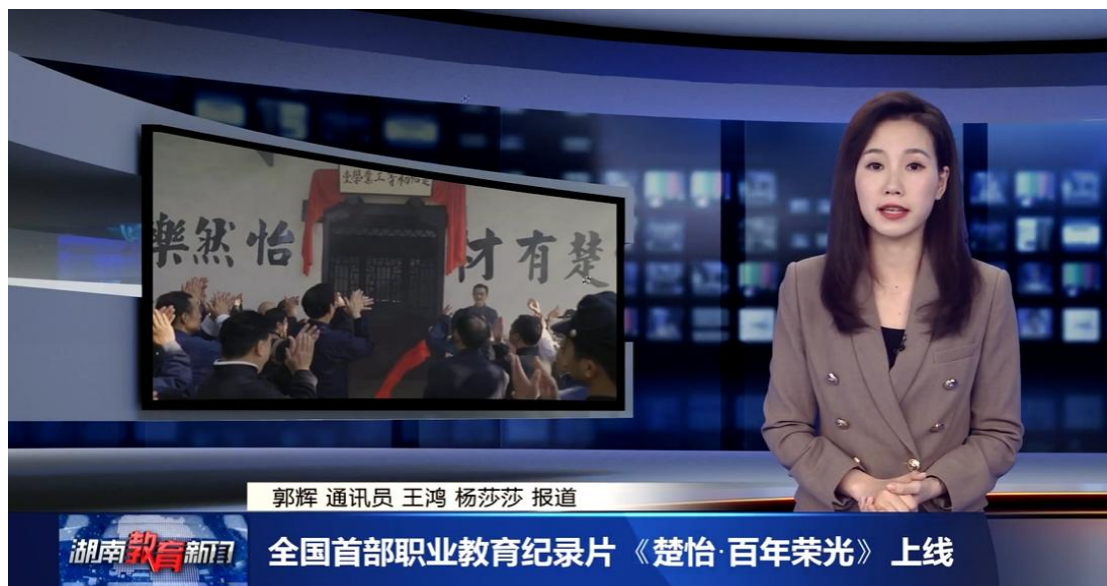 楚有才 怡然樂
郭辉 通讯员 王鸿 杨莎莎 报道
湖南教育新闻
全国首部职业教育纪录片《楚怡·百年荣光》上线